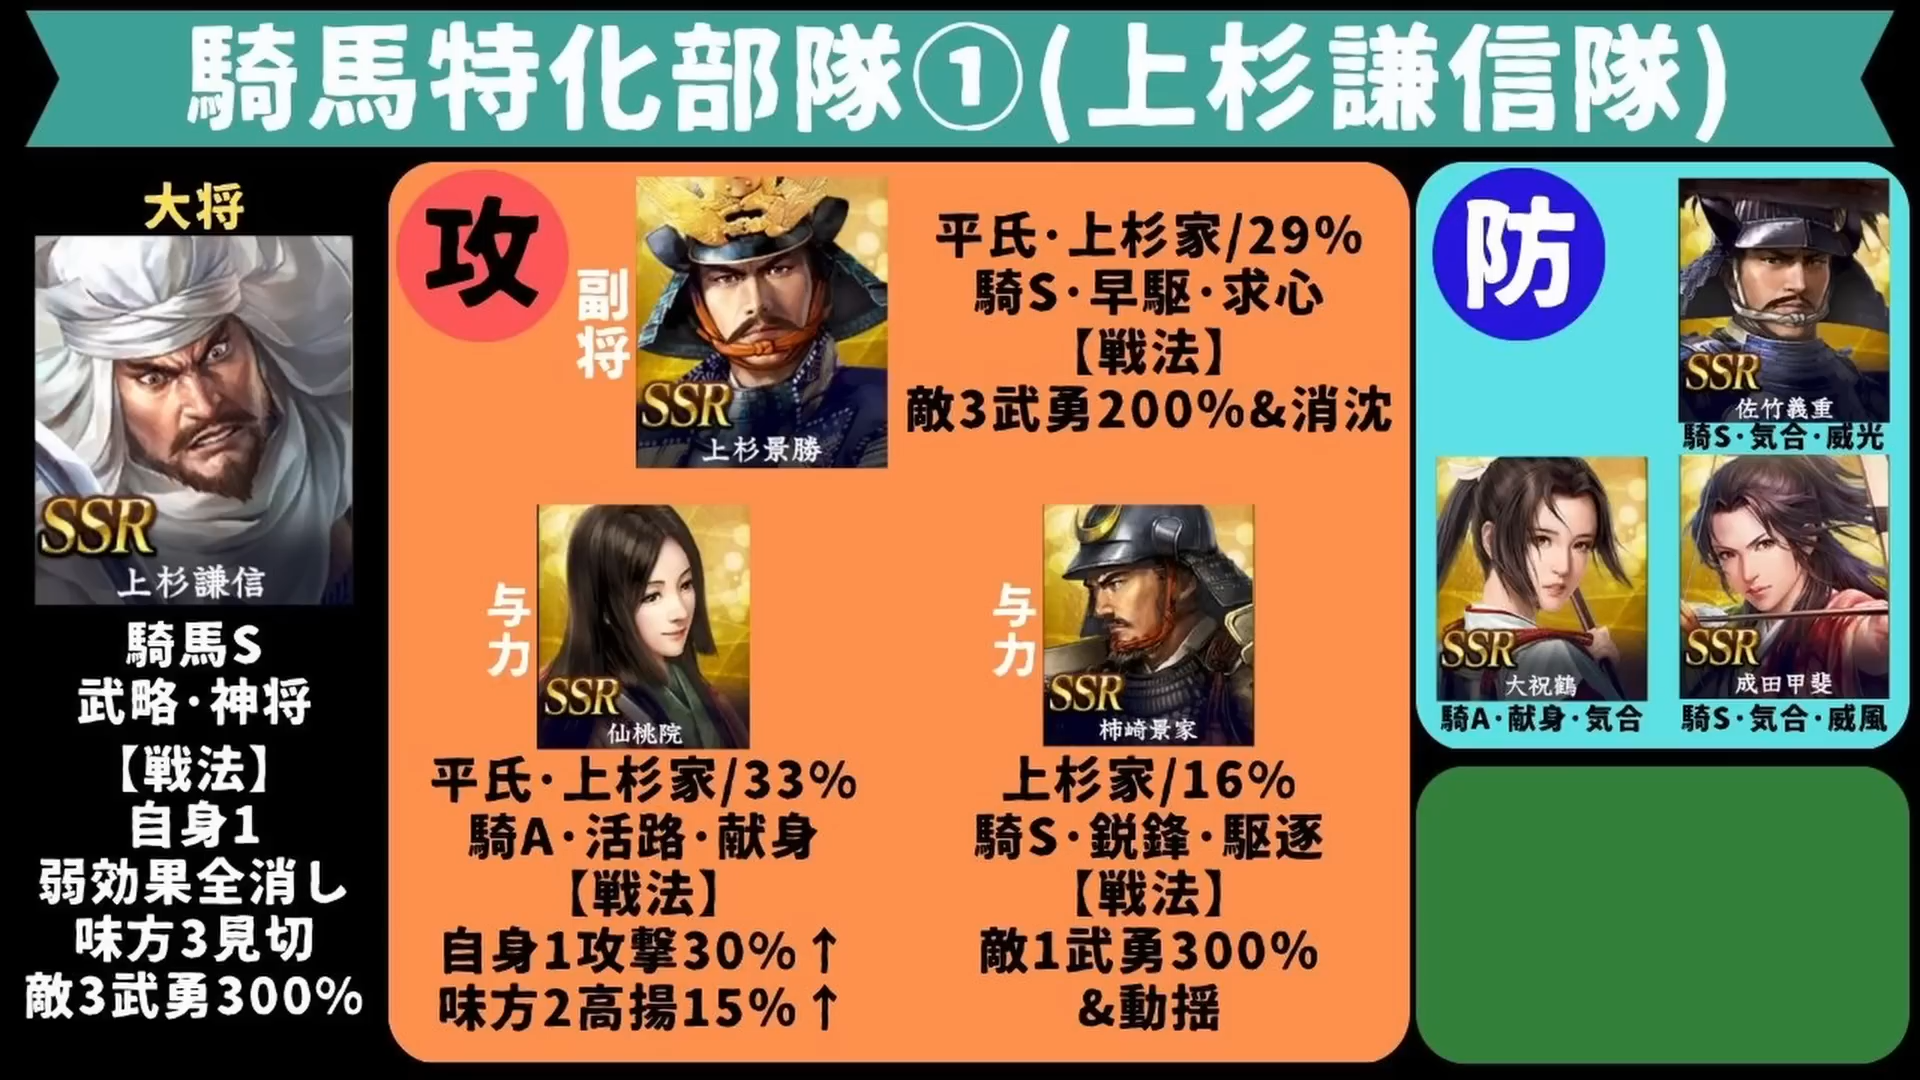 騎馬特化部隊①(上杉謙信隊)
大将
SSR
上杉謙信
騎馬S
武略·神将
【戦法】
自身1
弱効果全消し
味方3見切
敵3武勇300%
攻
副将
SSR
上杉景勝
平氏·上杉家/29%
騎S·早駆·求心
【戦法】
敵3武勇200%&消沈
与力
SSR
仙桃院
平氏·上杉家/33%
騎A·活路·献身
【戦法】
自身1攻撃30%↑
味方2高揚15%↑
与力
SSR
柿崎景家
上杉家/16%
騎S·鋭鋒·駆逐
【戦法】
敵1武勇300%
&動揺
防
SSR
佐竹義重
騎S·気合·威光
SSR
大祝鶴
騎A·献身·気合
SSR
成田甲斐
騎S·気合·威風